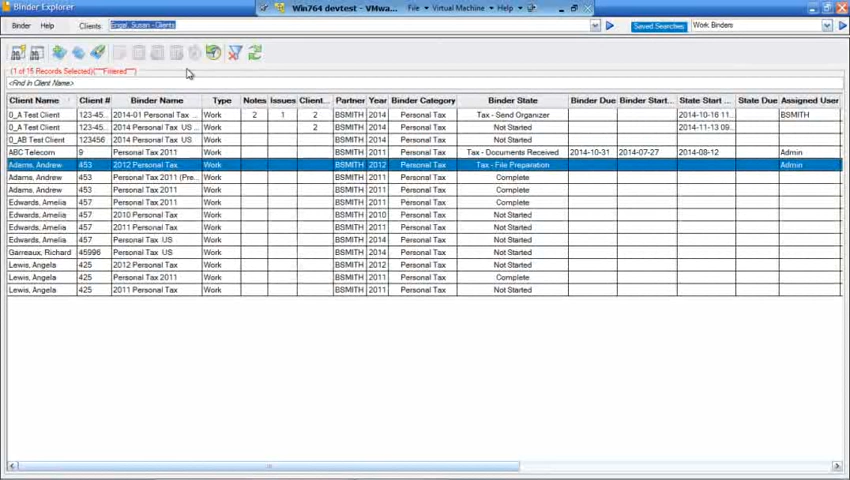 Binder Explorer
Win764 devtest - VMwa... File Virtual Machine Help
Binder Help Clients: Engal, Susan - Clients Saved Searches: Work Binders
(1 of 15 Records Selected)(***Filtered***)
<Find In Client Name>
Client Name Client # Binder Name Type Notes Issues Client... Partner Year Binder Category Binder State Binder Due Binder Start... State Start ... State Due Assigned User
0_A Test Client 123-45... 2014-01 Personal Tax ... Work 2 1 2 BSMITH 2014 Personal Tax Tax - Send Organizer 2014-10-16 11... BSMITH
0_A Test Client 123-45... 2014 Personal Tax US ... Work 2 BSMITH 2014 Personal Tax Not Started 2014-11-13 09...
0_AB Test Client 123456 2014 Personal Tax US Work BSMITH 2014 Personal Tax Not Started
ABC Telecom 9 Personal Tax 2011 Work BSMITH 2011 Personal Tax Tax - Documents Received 2014-10-31 2014-07-27 2014-08-12 Admin
Adams, Andrew 453 2012 Personal Tax Work BSMITH 2012 Personal Tax Tax - File Preparation Admin
Adams, Andrew 453 Personal Tax 2011 (Pre... Work BSMITH 2011 Personal Tax Complete
Adams, Andrew 453 Personal Tax 2011 Work BSMITH 2011 Personal Tax Complete
Edwards, Amelia 457 Personal Tax 2011 Work BSMITH 2011 Personal Tax Complete
Edwards, Amelia 457 2010 Personal Tax Work BSMITH 2010 Personal Tax Not Started
Edwards, Amelia 457 2011 Personal Tax Work BSMITH 2011 Personal Tax Not Started
Edwards, Amelia 457 Personal Tax US Work BSMITH 2014 Personal Tax Not Started
Garreaux, Richard 45996 Personal Tax US Work BSMITH 2014 Personal Tax Not Started
Lewis, Angela 425 2012 Personal Tax Work BSMITH 2012 Personal Tax Not Started
Lewis, Angela 425 Personal Tax 2011 Work BSMITH 2011 Personal Tax Complete
Lewis, Angela 425 2011 Personal Tax Work BSMITH 2011 Personal Tax Not Started